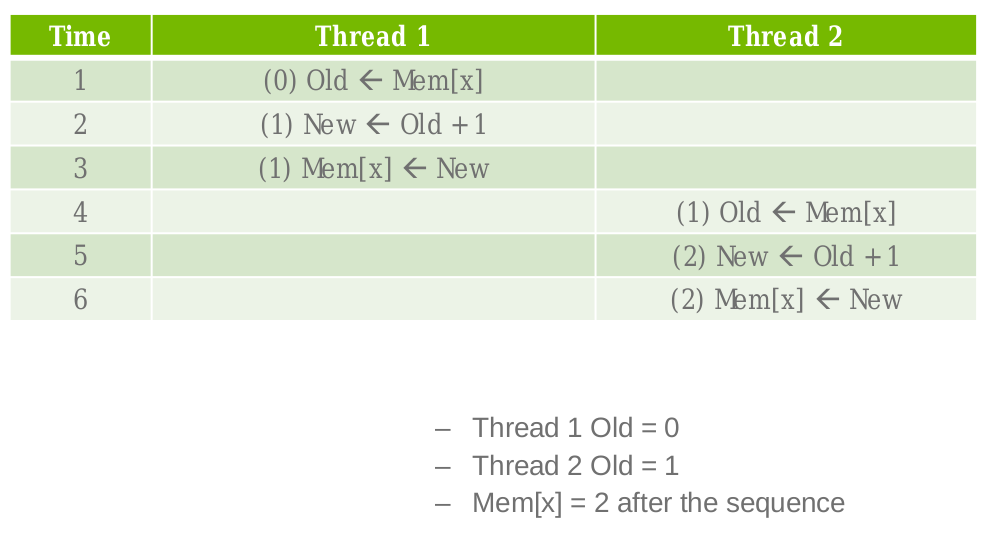 Time Thread 1 Thread 2
1 (0) Old ← Mem[x]
2 (1) New ← Old + 1
3 (1) Mem[x] ← New
4 (1) Old ← Mem[x]
5 (2) New ← Old + 1
6 (2) Mem[x] ← New
– Thread 1 Old = 0
– Thread 2 Old = 1
– Mem[x] = 2 after the sequence